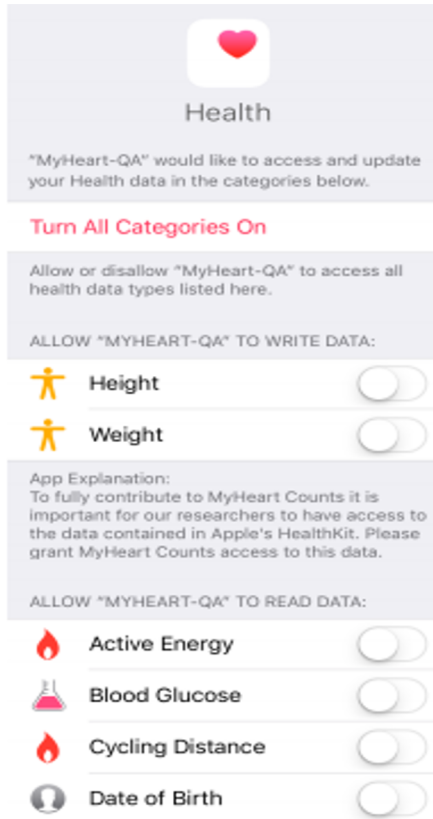 Health
“MyHeart-QA” would like to access and update
your Health data in the categories below.
Turn All Categories On
Allow or disallow “MyHeart-QA” to access all
health data types listed here.
ALLOW “MYHEART-QA” TO WRITE DATA:
Height
Weight
App Explanation:
To fully contribute to MyHeart Counts it is
important for our researchers to have access to
the data contained in Apple's HealthKit. Please
grant MyHeart Counts access to this data.
ALLOW “MYHEART-QA” TO READ DATA:
Active Energy
Blood Glucose
Cycling Distance
Date of Birth